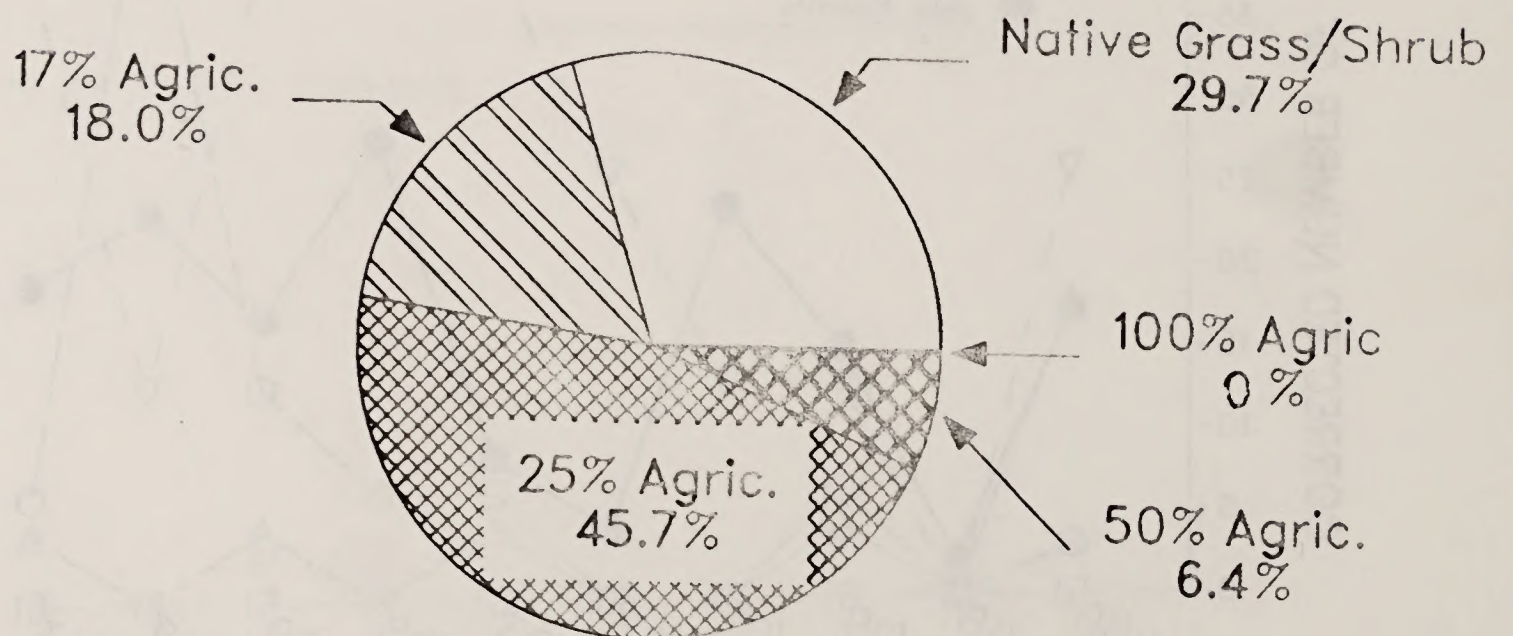 17% Agric.
18.0%
Native Grass/Shrub
29.7%
100% Agric
0 %
50% Agric.
6.4%
25% Agric.
45.7%